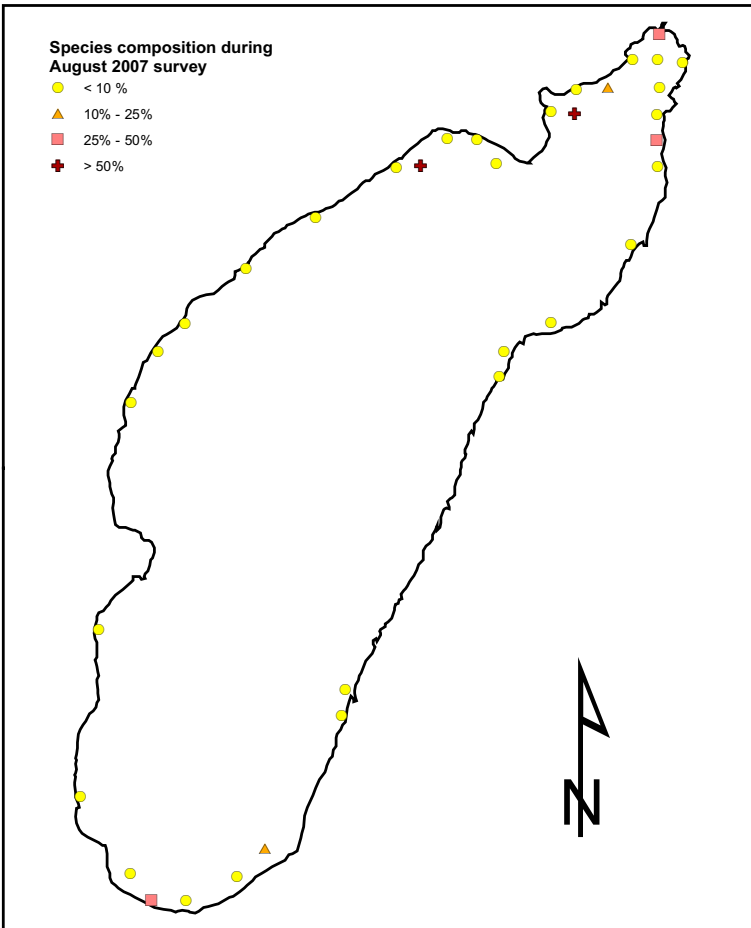 Species composition during
August 2007 survey
< 10 %
10% - 25%
25% - 50%
> 50%
N